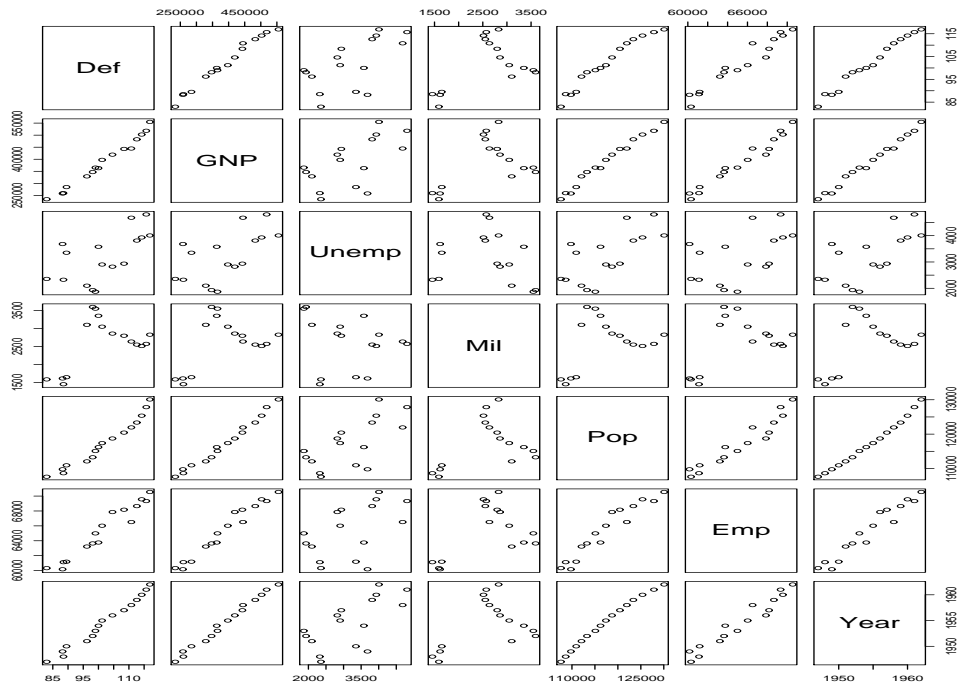 250000 450000 1500 2500 3500 60000 66000
Def 85 95 105 115
250000 400000 550000 GNP
Unemp 2000 3000 4000
1500 2500 3500 Mil
Pop 110000 120000 130000
60000 64000 68000 Emp
Year 1950 1955 1960
85 95 110 2000 3500 110000 125000 1950 1960